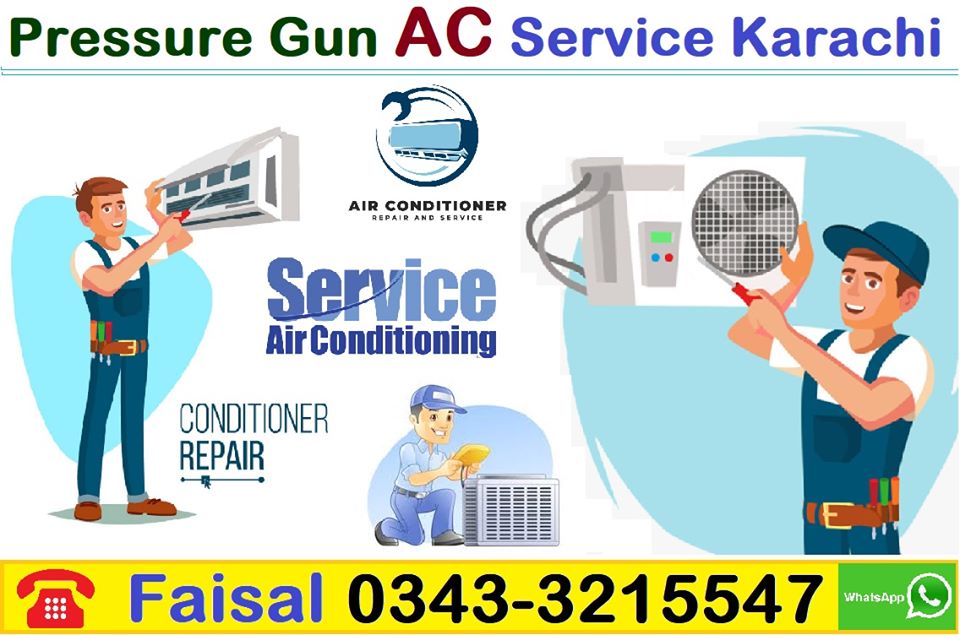 Pressure Gun AC Service Karachi
AIR CONDITIONER
REPAIR AND SERVICE
Service
Air Conditioning
CONDITIONER
REPAIR
Faisal 0343-3215547
WhatsApp